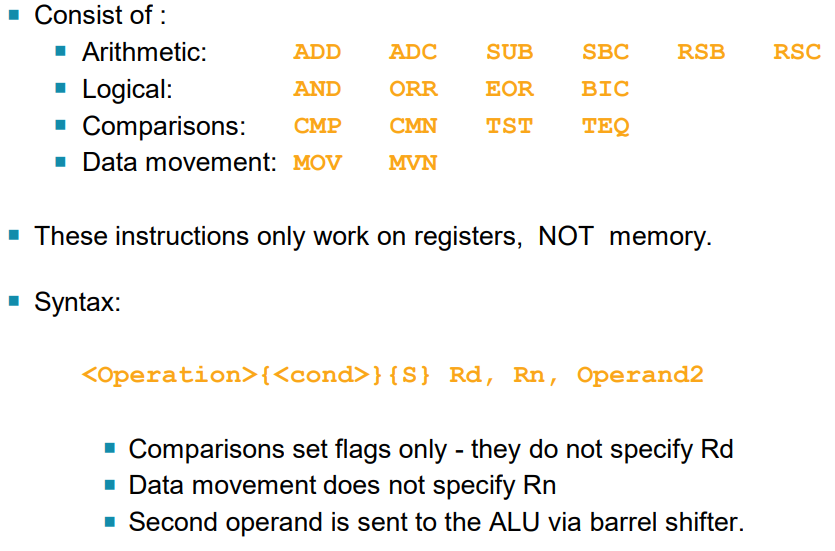 Consist of :
Arithmetic: ADD ADC SUB SBC RSB RSC
Logical: AND ORR EOR BIC
Comparisons: CMP CMN TST TEQ
Data movement: MOV MVN
These instructions only work on registers, NOT memory.
Syntax:
<Operation>{<cond>}{S} Rd, Rn, Operand2
Comparisons set flags only - they do not specify Rd
Data movement does not specify Rn
Second operand is sent to the ALU via barrel shifter.